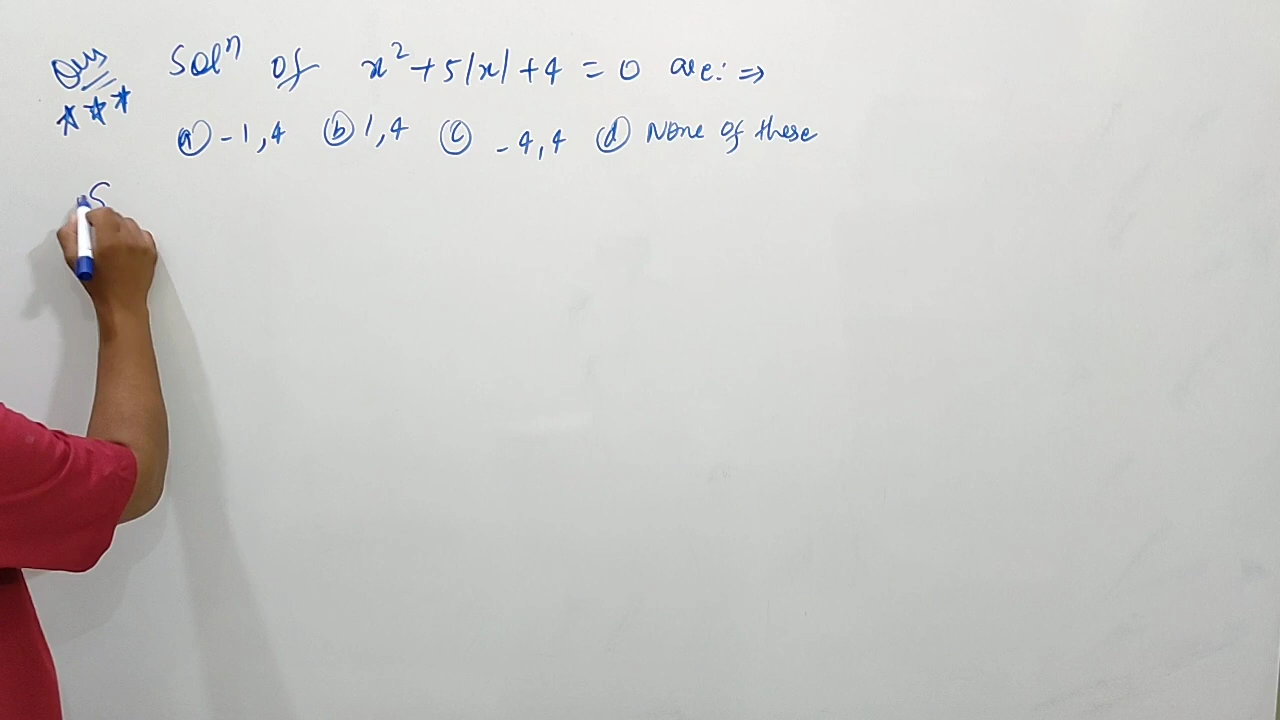 Ques Solⁿ of x² + 5|x| + 4 = 0 are: ⇒
*** ⓐ -1, 4 ⓑ 1, 4 ⓒ -4, 4 ⓓ None of these
S